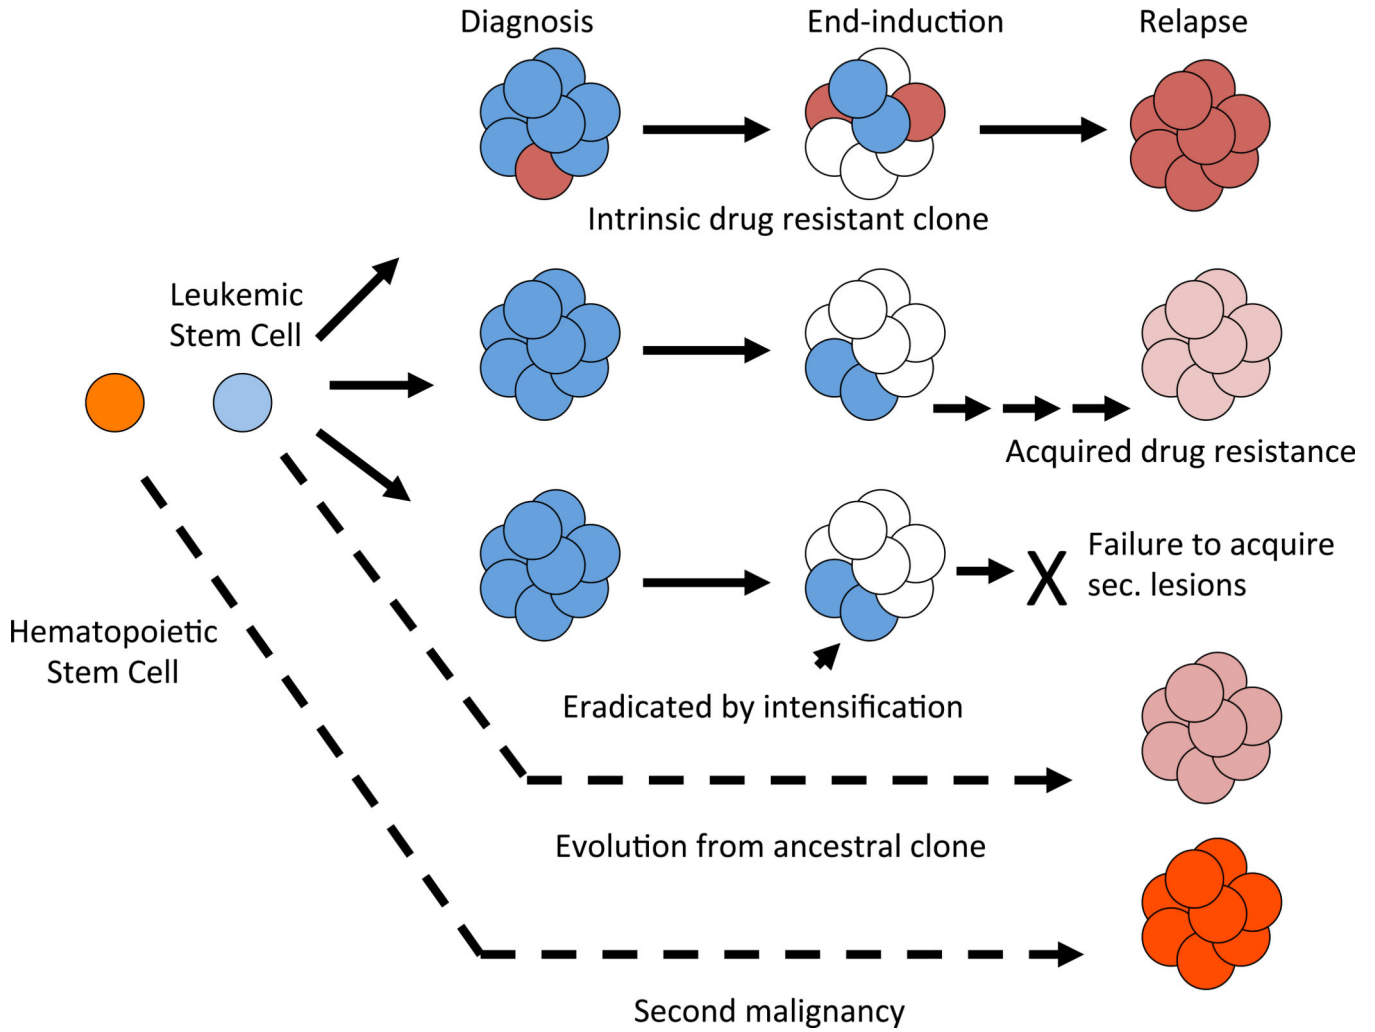 Diagnosis
End-induction
Relapse
Intrinsic drug resistant clone
Leukemic
Stem Cell
Acquired drug resistance
X
Failure to acquire
sec. lesions
Hematopoietic
Stem Cell
Eradicated by intensification
Evolution from ancestral clone
Second malignancy